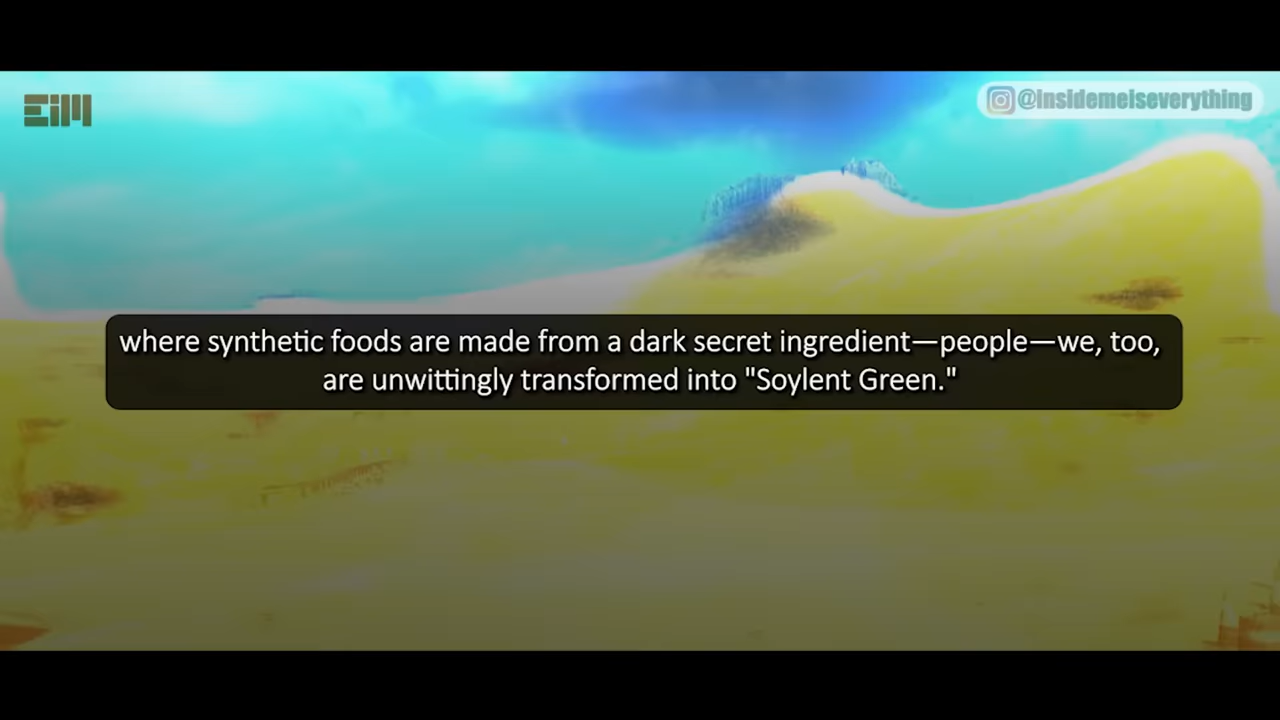 EiM
@insidemeiseverything
where synthetic foods are made from a dark secret ingredient—people—we, too,
are unwittingly transformed into "Soylent Green."